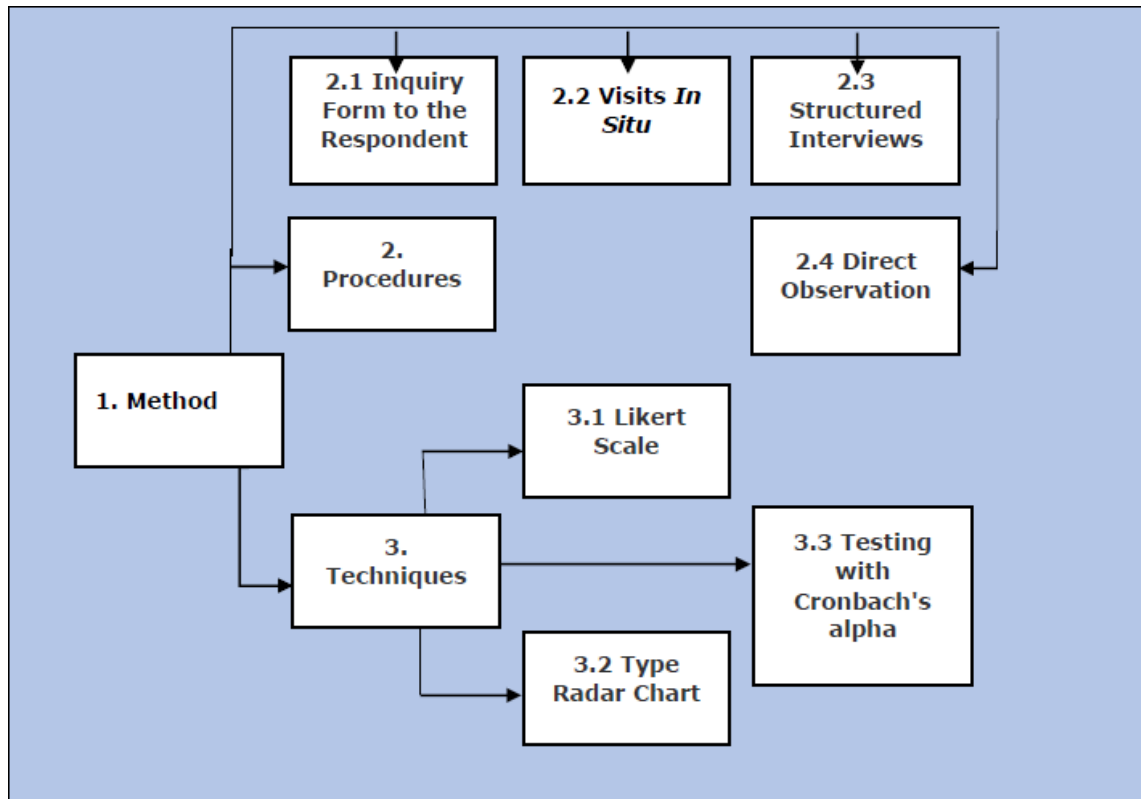 2.1 Inquiry
Form to the
Respondent
2.2 Visits In
Situ
2.3
Structured
Interviews
2.
Procedures
2.4 Direct
Observation
1. Method
3.1 Likert
Scale
3.
Techniques
3.3 Testing
with
Cronbach's
alpha
3.2 Type
Radar Chart